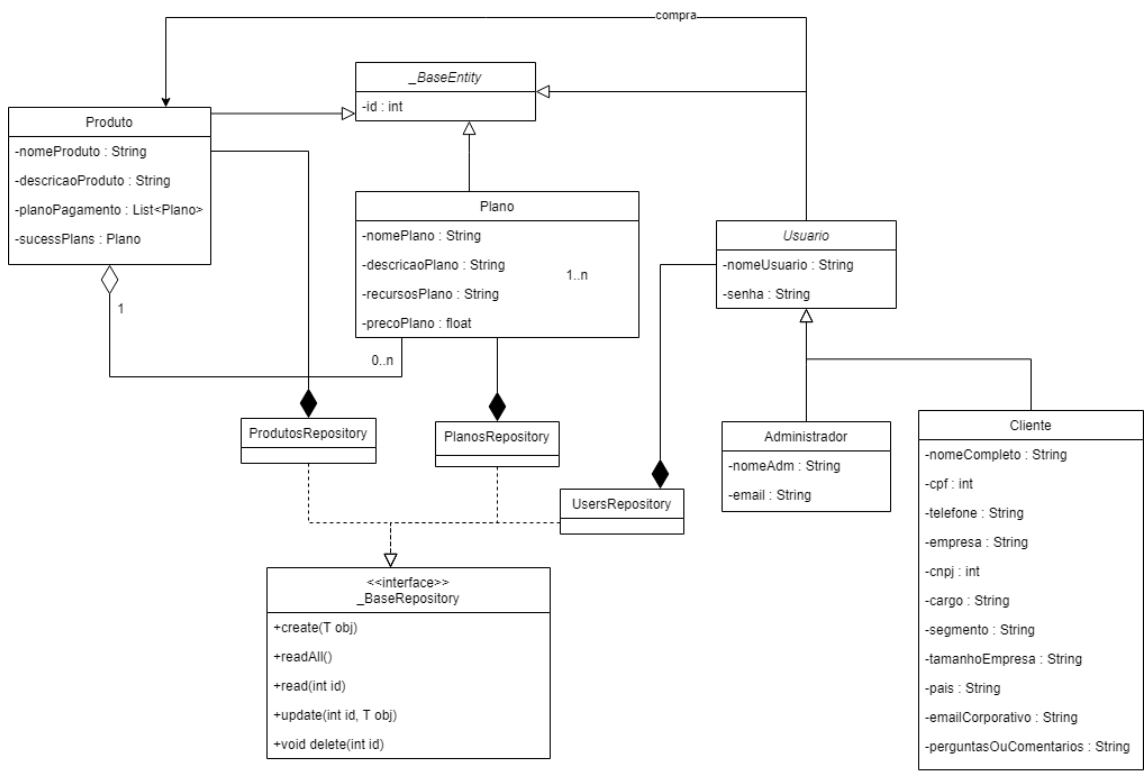 compra
_BaseEntity
-id : int
Produto
-nomeProduto : String
-descricaoProduto : String
-planoPagamento : List<Plano>
-sucessPlans : Plano
1
Plano
-nomePlano : String
-descricaoPlano : String
-recursosPlano : String
-precoPlano : float
1..n
0..n
Usuario
-nomeUsuario : String
-senha : String
ProdutosRepository
PlanosRepository
UsersRepository
Administrador
-nomeAdm : String
-email : String
Cliente
-nomeCompleto : String
-cpf : int
-telefone : String
-empresa : String
-cnpj : int
-cargo : String
-segmento : String
-tamanhoEmpresa : String
-pais : String
-emailCorporativo : String
-perguntasOuComentarios : String
<<interface>>
_BaseRepository
+create(T obj)
+readAll()
+read(int id)
+update(int id, T obj)
+void delete(int id)